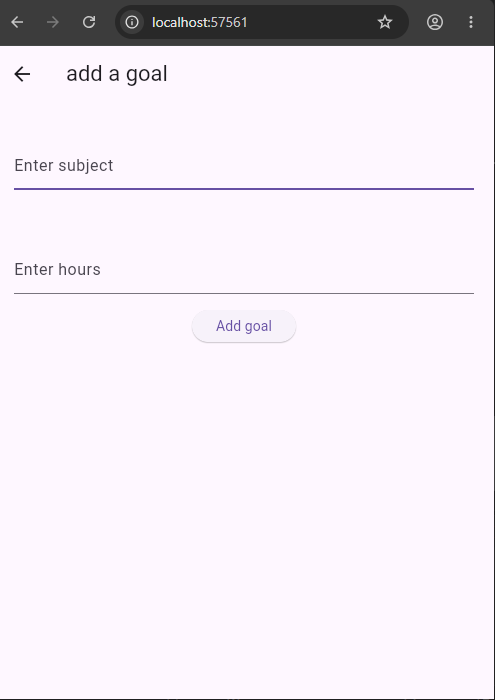 localhost:57561
add a goal
Enter subject
Enter hours
Add goal